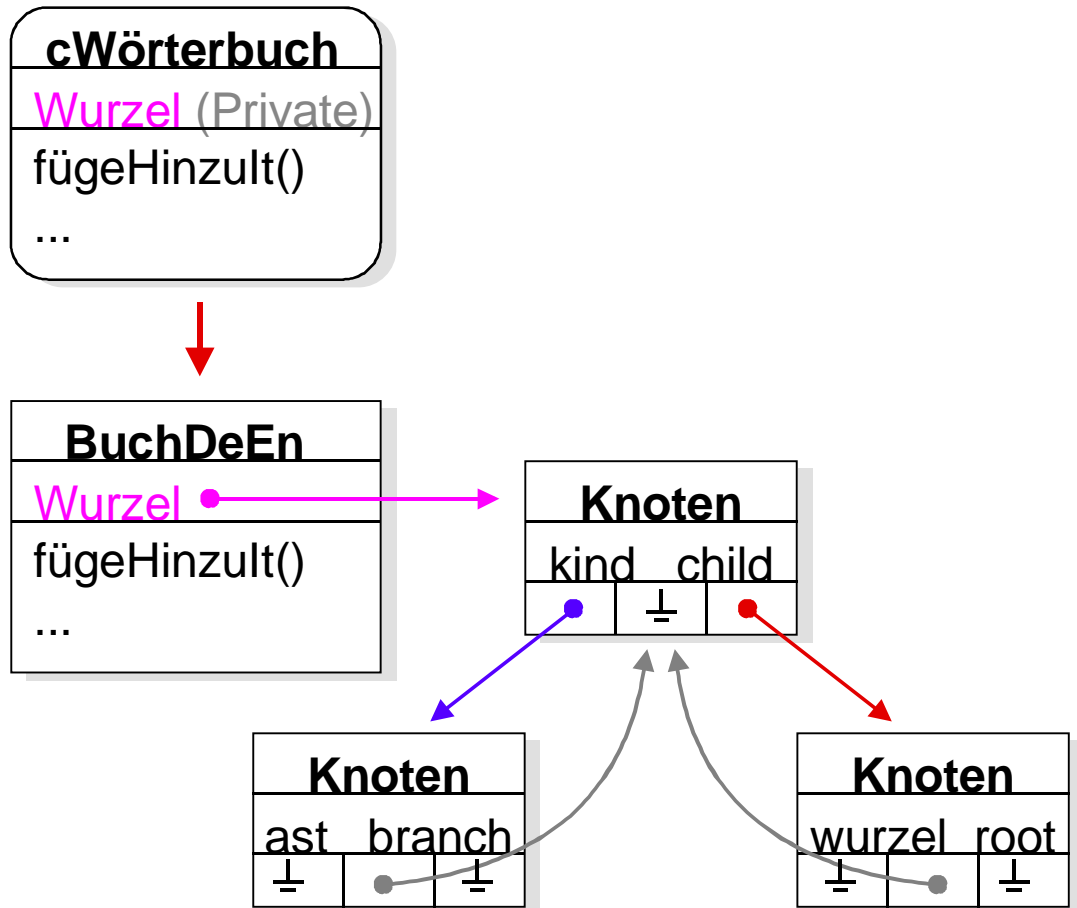 cWörterbuch
Wurzel (Private)
fügeHinzuIt()
...
BuchDeEn
Wurzel
fügeHinzuIt()
...
Knoten
kind child
Knoten
ast branch
Knoten
wurzel root